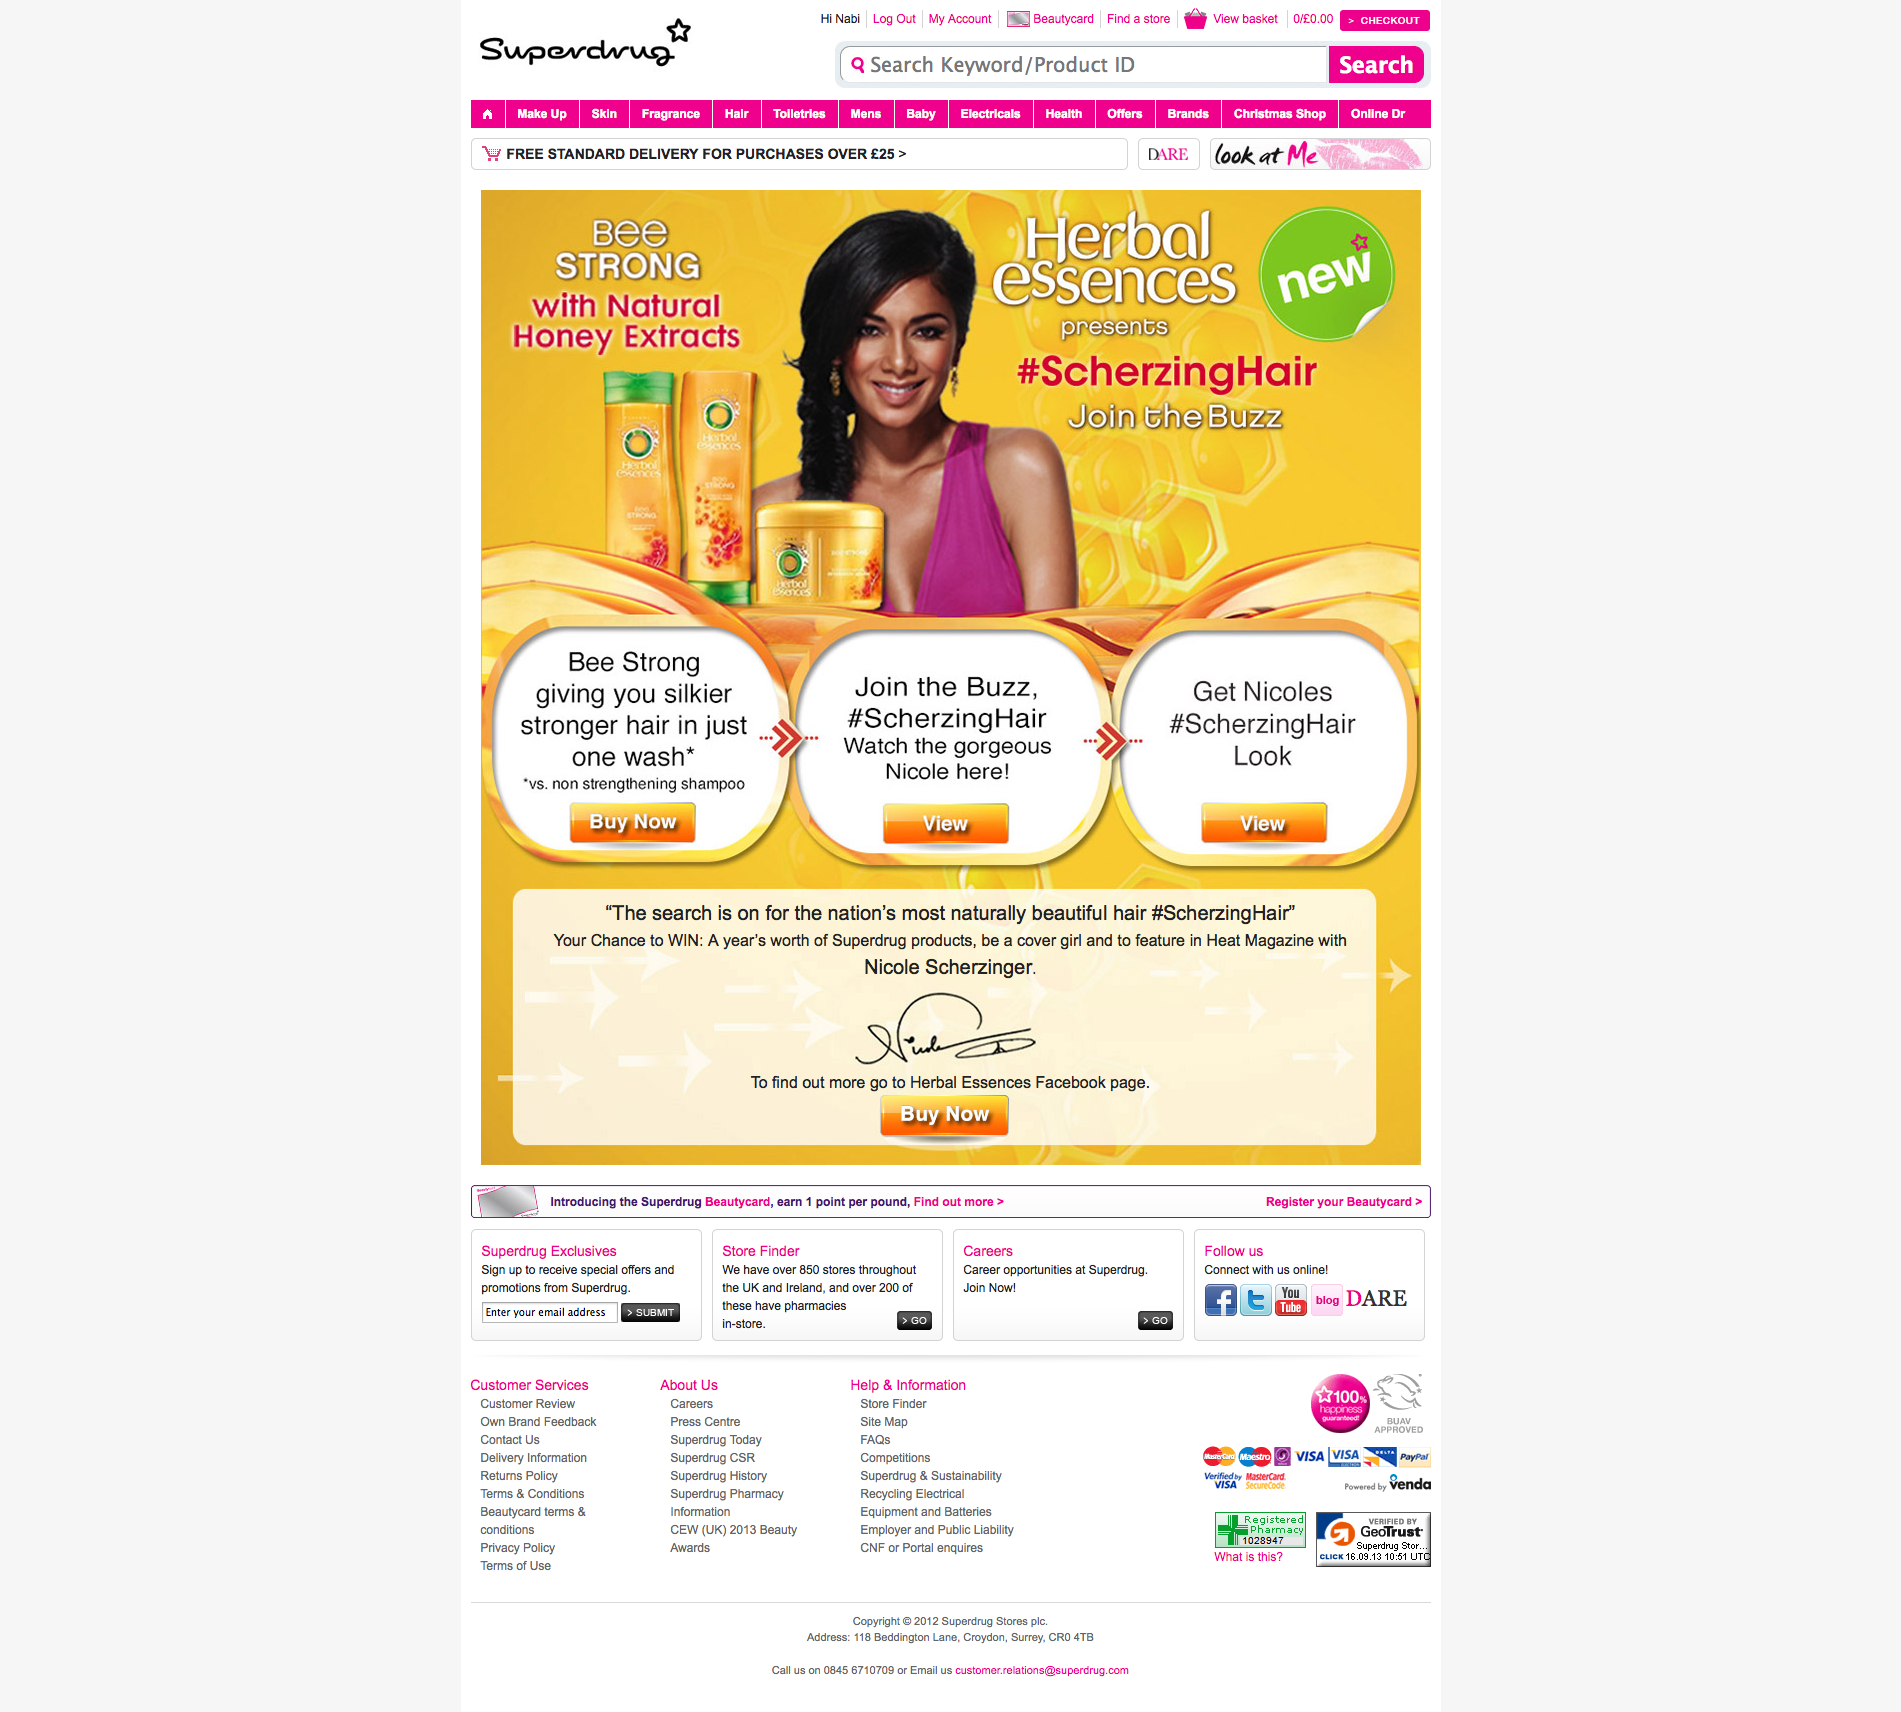 Superdrug
Hi Nabi
Log Out
My Account
Beautycard
Find a store
View basket
0/£0.00
> CHECKOUT
Search Keyword/Product ID
Search
Make Up
Skin
Fragrance
Hair
Toiletries
Mens
Baby
Electricals
Health
Offers
Brands
Christmas Shop
Online Dr
FREE STANDARD DELIVERY FOR PURCHASES OVER £25 >
DARE
look at Me
Bee
STRONG
with Natural
Honey Extracts
Herbal
essences
presents
#ScherzingHair
Join the Buzz
new
Herbal
essences
BEE
STRONG
Herbal
essences
BEE
STRONG
Herbal
essences
Bee Strong
giving you silkier
stronger hair in just
one wash*
*vs. non strengthening shampoo
Buy Now
Join the Buzz,
#ScherzingHair
Watch the gorgeous
Nicole here!
View
Get Nicoles
#ScherzingHair
Look
View
“The search is on for the nation’s most naturally beautiful hair #ScherzingHair”
Your Chance to WIN: A year’s worth of Superdrug products, be a cover girl and to feature in Heat Magazine with
Nicole Scherzinger.
To find out more go to Herbal Essences Facebook page.
Buy Now
Introducing the Superdrug Beautycard, earn 1 point per pound, Find out more >
Register your Beautycard >
Superdrug Exclusives
Sign up to receive special offers and
promotions from Superdrug.
Enter your email address
> SUBMIT
Store Finder
We have over 850 stores throughout
the UK and Ireland, and over 200 of
these have pharmacies
in-store.
> GO
Careers
Career opportunities at Superdrug.
Join Now!
> GO
Follow us
Connect with us online!
f
t
You
Tube
blog
DARE
Customer Services
Customer Review
Own Brand Feedback
Contact Us
Delivery Information
Returns Policy
Terms & Conditions
Beautycard terms &
conditions
Privacy Policy
Terms of Use
About Us
Careers
Press Centre
Superdrug Today
Superdrug CSR
Superdrug History
Superdrug Pharmacy
Information
CEW (UK) 2013 Beauty
Awards
Help & Information
Store Finder
Site Map
FAQs
Competitions
Superdrug & Sustainability
Recycling Electrical
Equipment and Batteries
Employer and Public Liability
CNF or Portal enquires
100%
happiness
guaranteed!
BUAV
APPROVED
MasterCard
Maestro
VISA
VISA
ELECTRON
DELTA
PayPal
Verified by
VISA
MasterCard.
SecureCode.
Powered by venda
Registered
Pharmacy
1028947
What is this?
VERIFIED BY
GeoTrust
Superdrug Stor...
CLICK 16.09.13 10:51 UTC
Copyright © 2012 Superdrug Stores plc.
Address: 118 Beddington Lane, Croydon, Surrey, CR0 4TB
Call us on 0845 6710709 or Email us customer.relations@superdrug.com